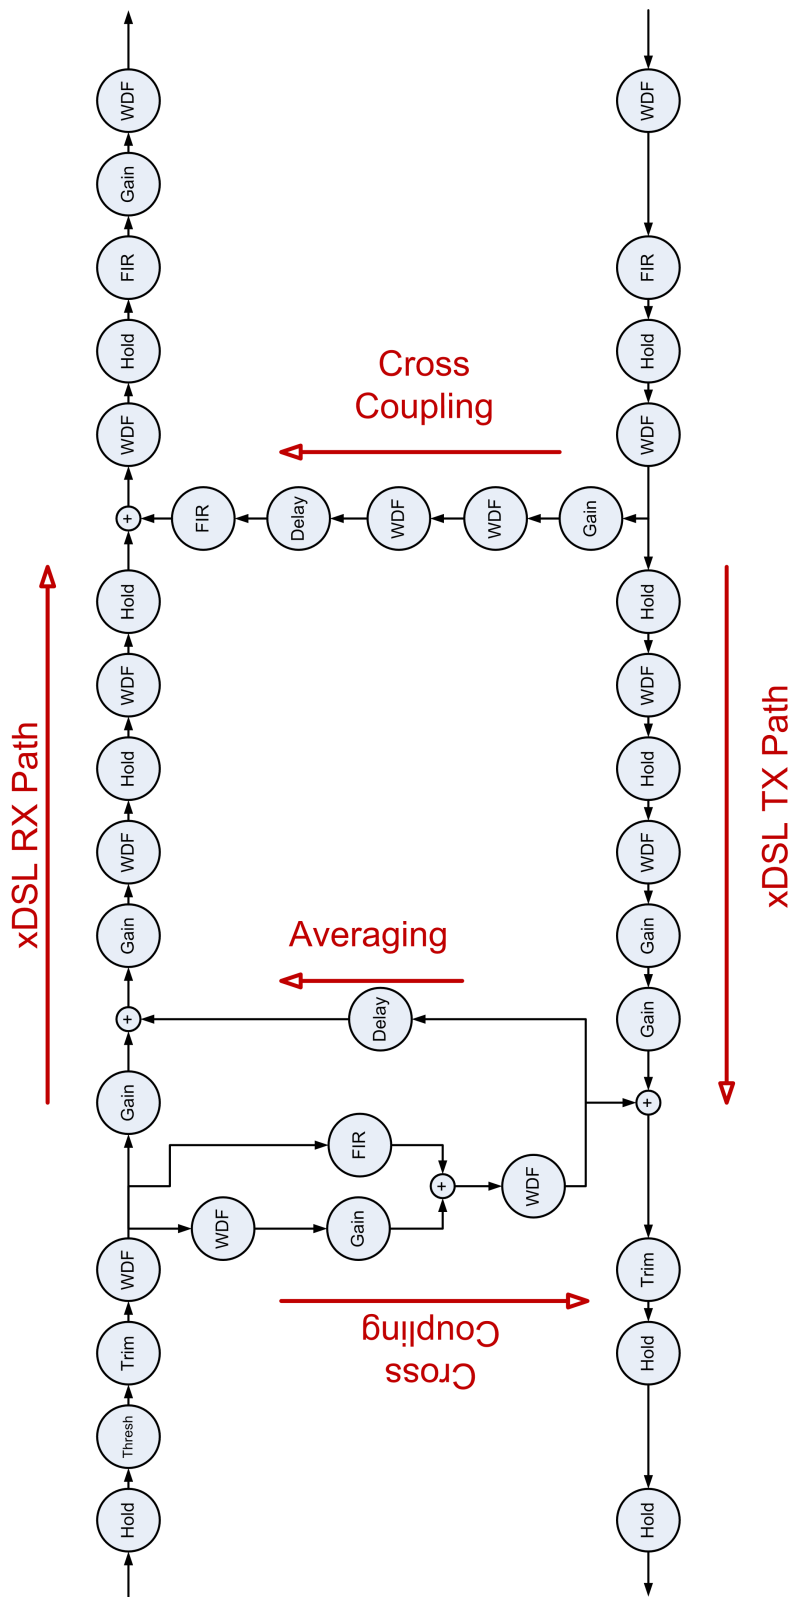 WDF
Gain
FIR
Hold
WDF
+
Hold
WDF
Hold
WDF
Gain
+
Gain
WDF
Trim
Thresh
Hold
xDSL RX Path
Cross
Coupling
FIR
Delay
WDF
WDF
Gain
Averaging
Delay
FIR
WDF
Gain
+
WDF
Cross
Coupling
WDF
FIR
Hold
WDF
Hold
WDF
Hold
WDF
Gain
Gain
+
Trim
Hold
Hold
xDSL TX Path